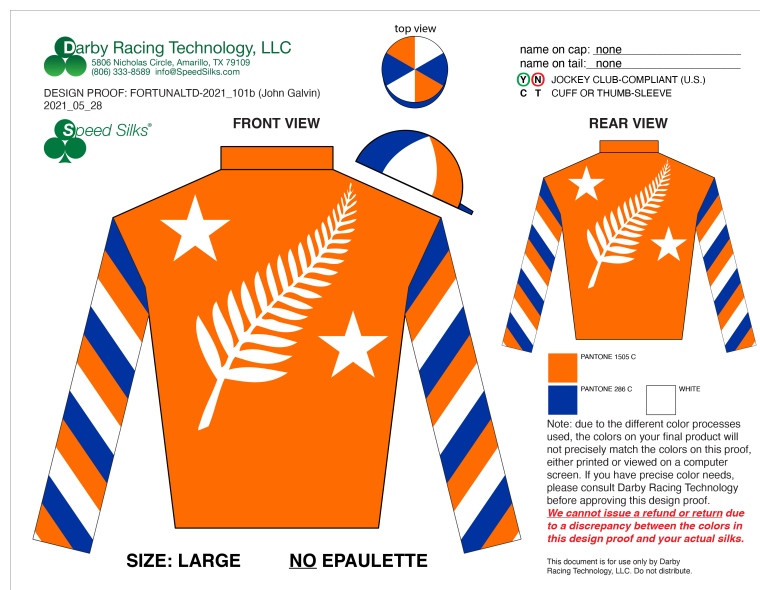 Darby Racing Technology, LLC
5806 Nicholas Circle, Amarillo, TX 79109
(806) 333-8589 info@SpeedSilks.com
DESIGN PROOF: FORTUNALTD-2021_101b (John Galvin)
2021_05_28
Speed Silks®
top view
name on cap: none
name on tail: none
Y N JOCKEY CLUB-COMPLIANT (U.S.)
C T CUFF OR THUMB-SLEEVE
FRONT VIEW
REAR VIEW
PANTONE 1505 C
PANTONE 286 C
WHITE
Note: due to the different color processes
used, the colors on your final product will
not precisely match the colors on this proof,
either printed or viewed on a computer
screen. If you have precise color needs,
please consult Darby Racing Technology
before approving this design proof.
We cannot issue a refund or return due
to a discrepancy between the colors in
this design proof and your actual silks.
This document is for use only by Darby
Racing Technology, LLC. Do not distribute.
SIZE: LARGE
NO EPAULETTE